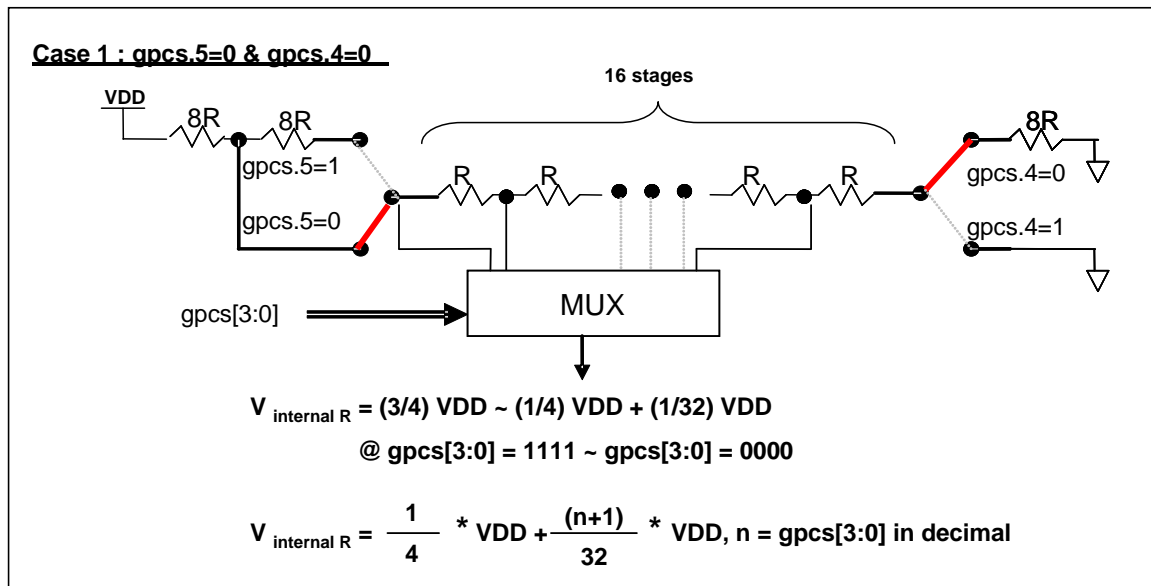 Case 1 : gpcs.5=0 & gpcs.4=0
16 stages
VDD
8R
8R
8R
gpcs.5=1
gpcs.4=0
R
R
R
R
gpcs.5=0
gpcs.4=1
MUX
gpcs[3:0]
V internal R = (3/4) VDD ~ (1/4) VDD + (1/32) VDD
@ gpcs[3:0] = 1111 ~ gpcs[3:0] = 0000
V internal R = 1/4 * VDD + (n+1)/32 * VDD, n = gpcs[3:0] in decimal